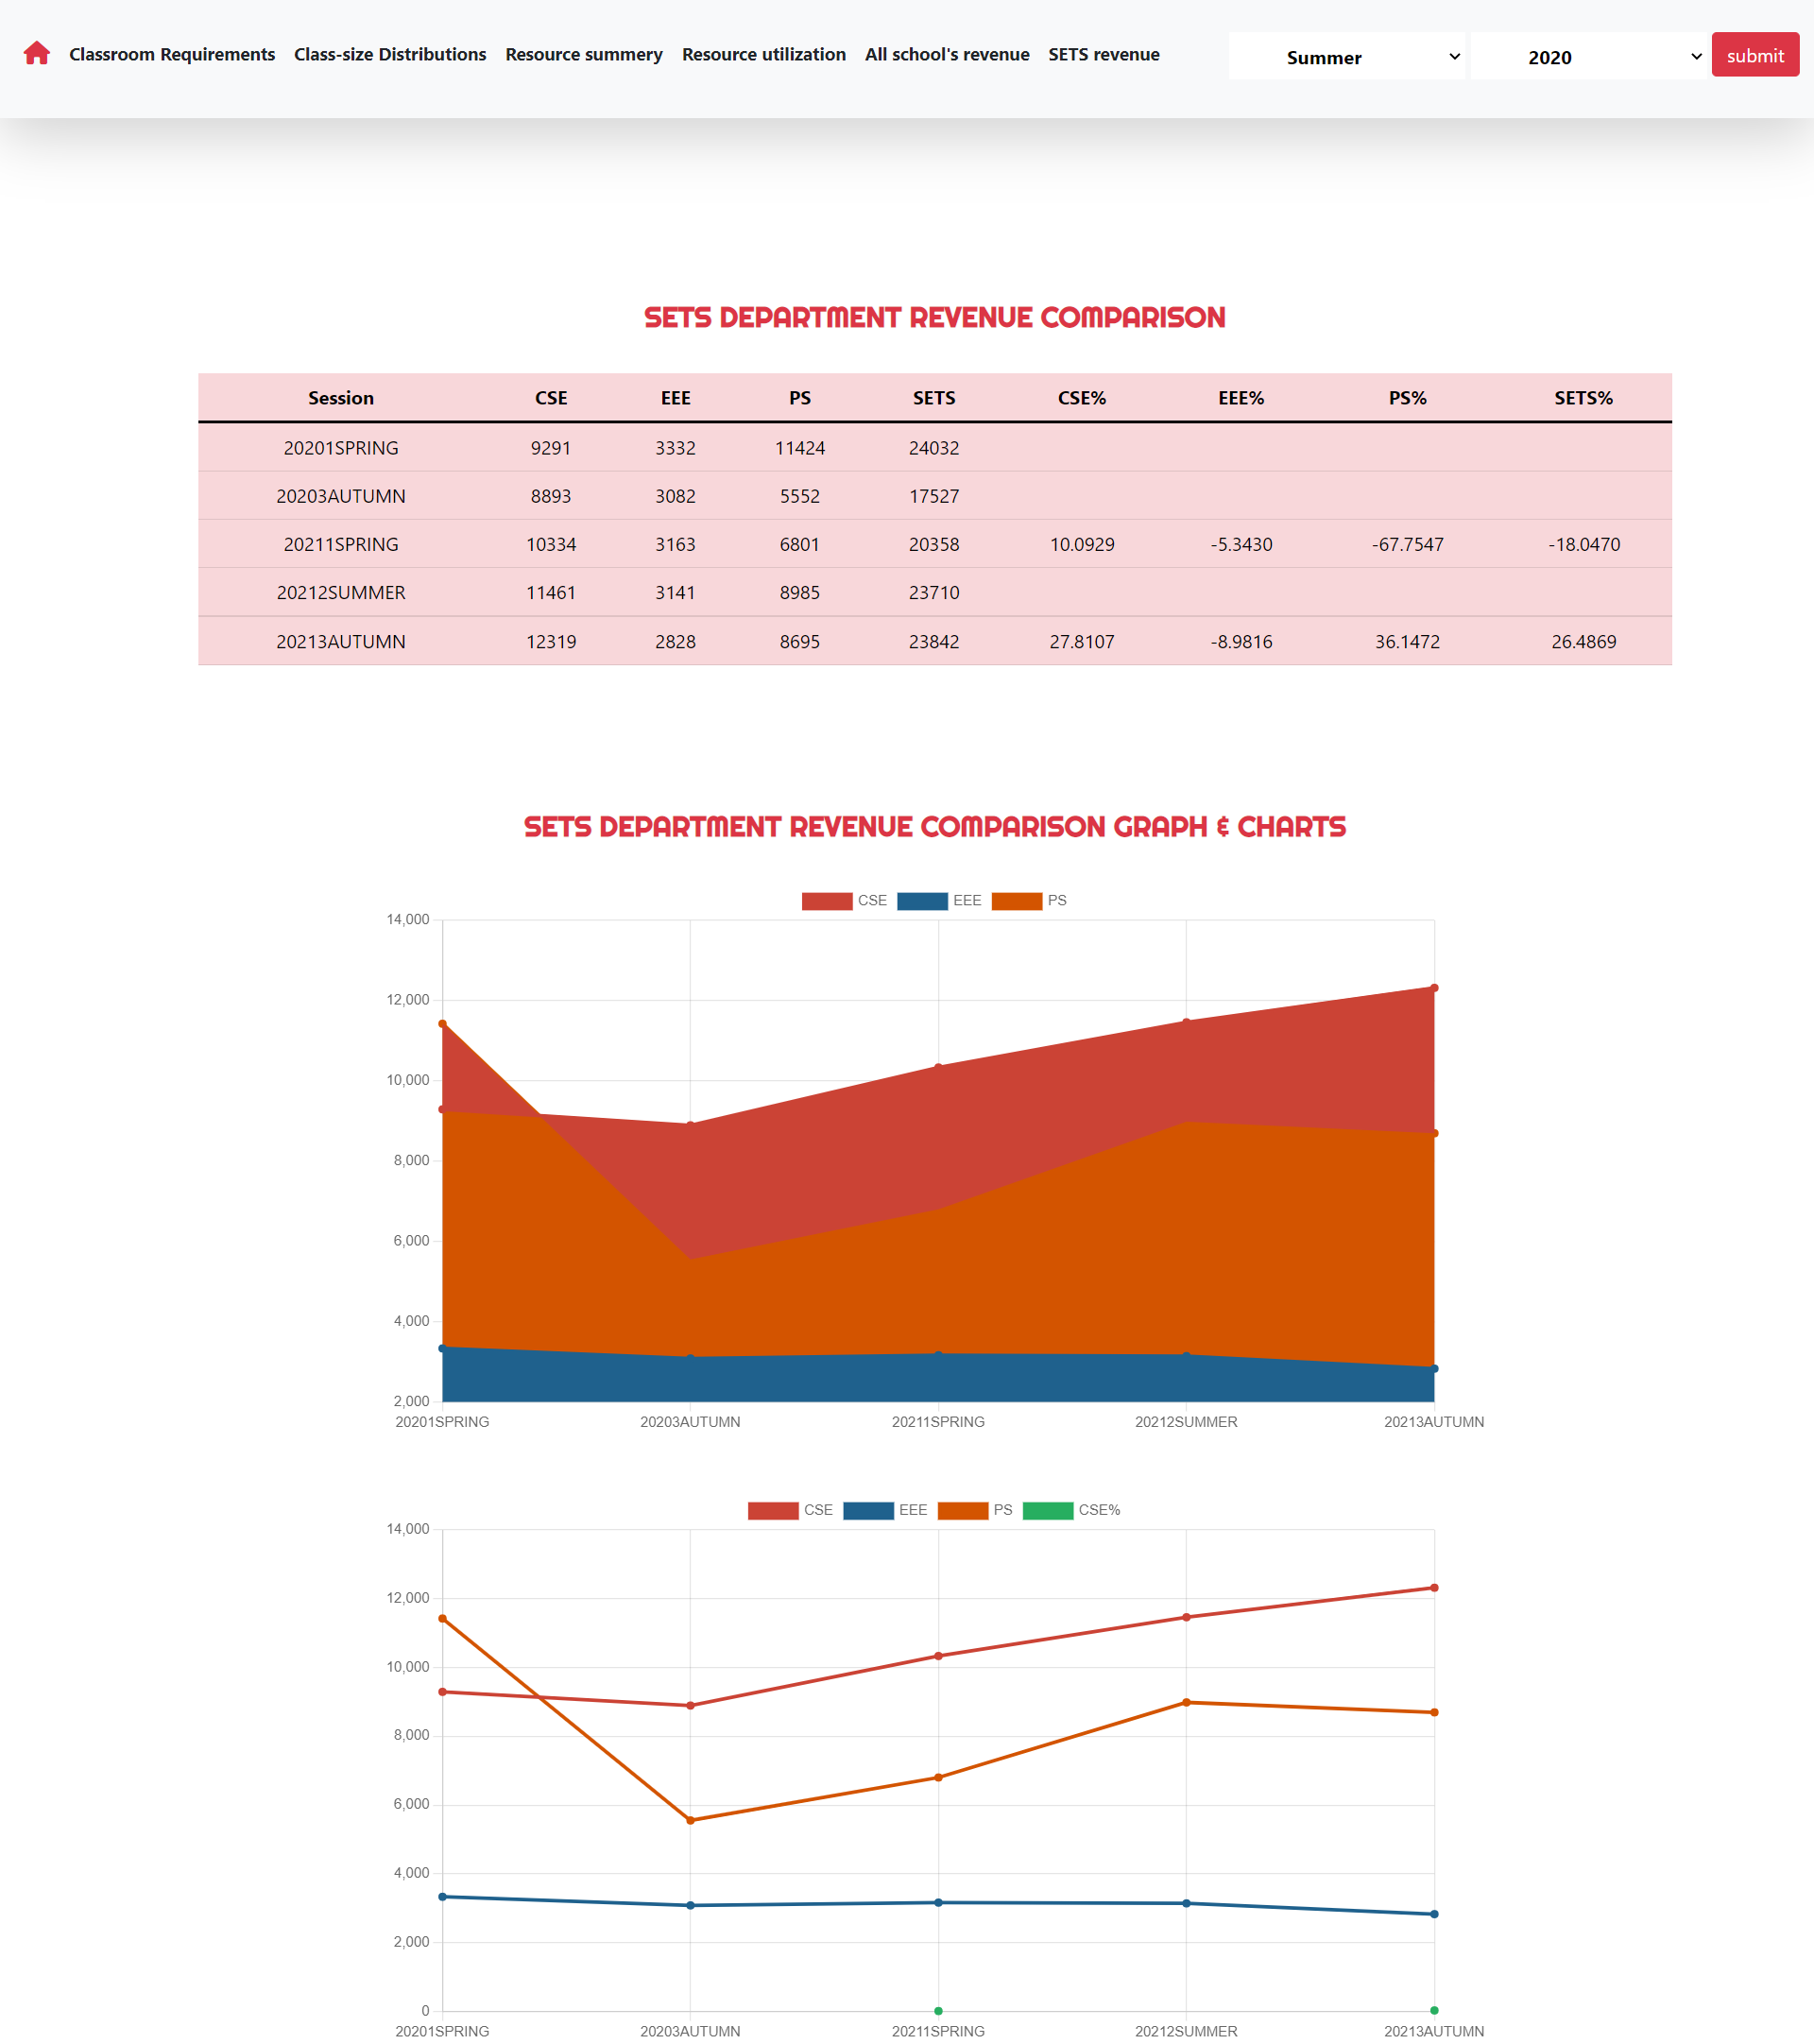 Classroom Requirements Class-size Distributions Resource summery Resource utilization All school's revenue SETS revenue Summer 2020 submit
SETS DEPARTMENT REVENUE COMPARISON
Session CSE EEE PS SETS CSE% EEE% PS% SETS%
20201SPRING 9291 3332 11424 24032
20203AUTUMN 8893 3082 5552 17527
20211SPRING 10334 3163 6801 20358 10.0929 -5.3430 -67.7547 -18.0470
20212SUMMER 11461 3141 8985 23710
20213AUTUMN 12319 2828 8695 23842 27.8107 -8.9816 36.1472 26.4869
SETS DEPARTMENT REVENUE COMPARISON GRAPH & CHARTS
CSE EEE PS
14,000
12,000
10,000
8,000
6,000
4,000
2,000
20201SPRING 20203AUTUMN 20211SPRING 20212SUMMER 20213AUTUMN
CSE EEE PS CSE%
14,000
12,000
10,000
8,000
6,000
4,000
2,000
0
20201SPRING 20203AUTUMN 20211SPRING 20212SUMMER 20213AUTUMN